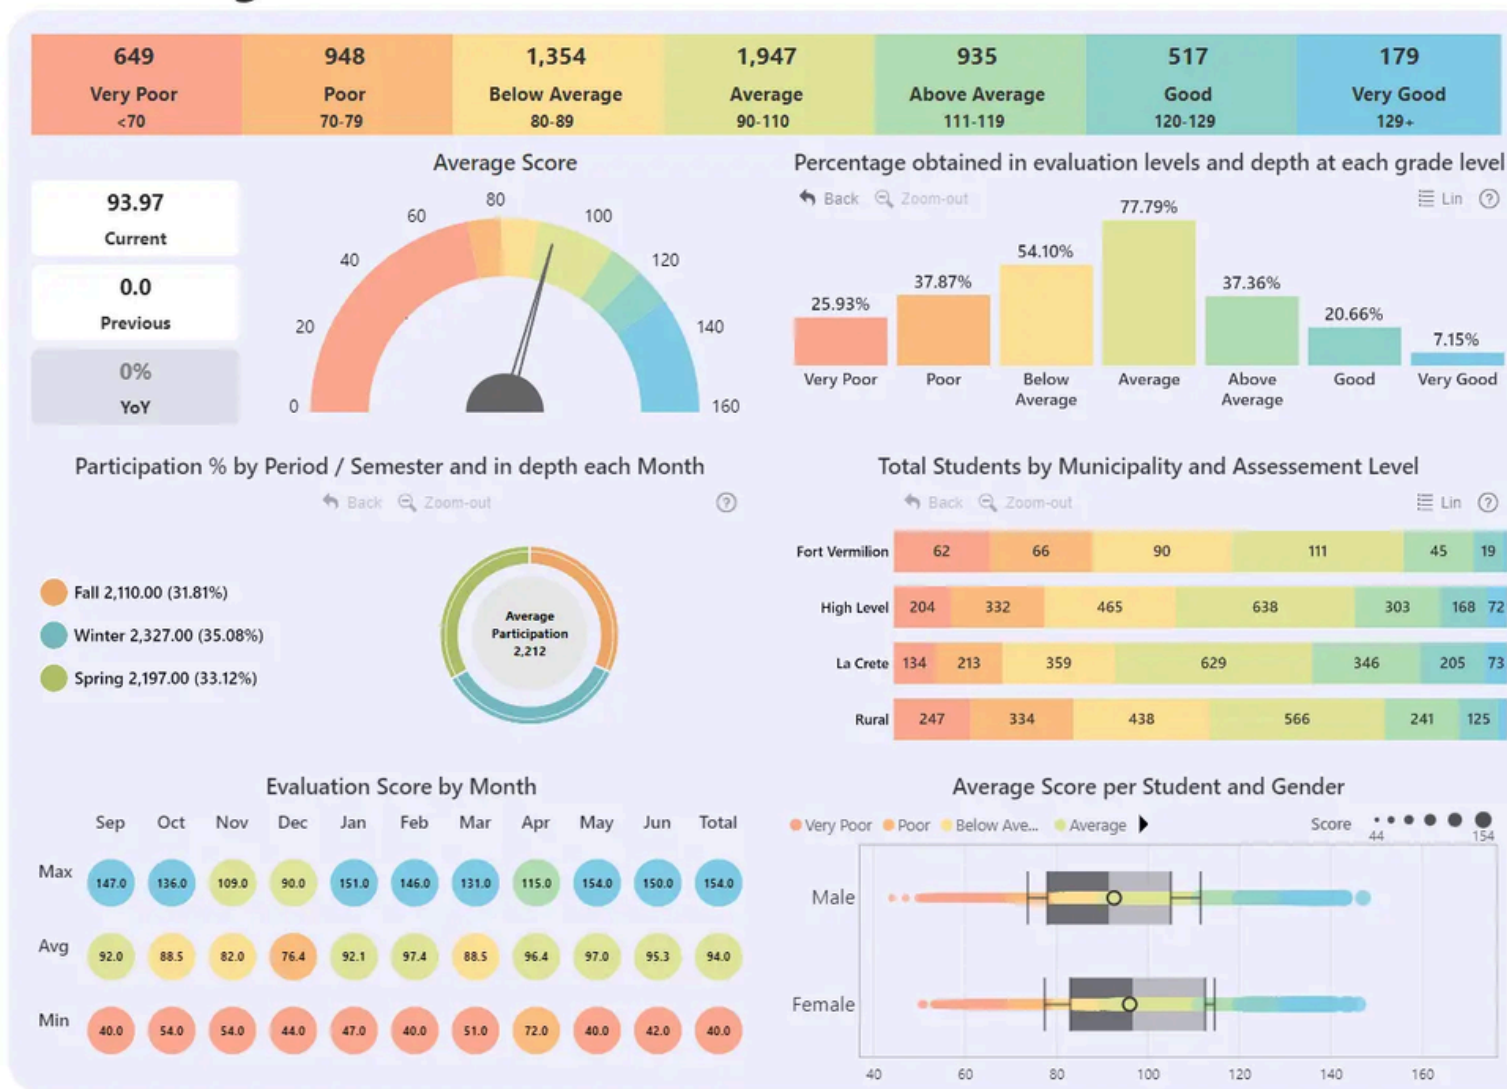 649
Very Poor
<70
948
Poor
70-79
1,354
Below Average
80-89
1,947
Average
90-110
935
Above Average
111-119
517
Good
120-129
179
Very Good
129+
93.97
Current
0.0
Previous
0%
YoY
Average Score
0
20
40
60
80
100
120
140
160
Percentage obtained in evaluation levels and depth at each grade level
Back Zoom-out Lin ?
25.93%
37.87%
54.10%
77.79%
37.36%
20.66%
7.15%
Very Poor
Poor
Below
Average
Average
Above
Average
Good
Very Good
Participation % by Period / Semester and in depth each Month
Back Zoom-out ?
Fall 2,110.00 (31.81%)
Winter 2,327.00 (35.08%)
Spring 2,197.00 (33.12%)
Average
Participation
2,212
Total Students by Municipality and Assessement Level
Back Zoom-out Lin ?
Fort Vermilion 62 66 90 111 45 19
High Level 204 332 465 638 303 168 72
La Crete 134 213 359 629 346 205 73
Rural 247 334 438 566 241 125
Evaluation Score by Month
Sep Oct Nov Dec Jan Feb Mar Apr May Jun Total
Max 147.0 136.0 109.0 90.0 151.0 146.0 131.0 115.0 154.0 150.0 154.0
Avg 92.0 88.5 82.0 76.4 92.1 97.4 88.5 96.4 97.0 95.3 94.0
Min 40.0 54.0 54.0 44.0 47.0 40.0 51.0 72.0 40.0 42.0 40.0
Average Score per Student and Gender
Very Poor Poor Below Ave... Average Score
44 154
Male
Female
40 60 80 100 120 140 160